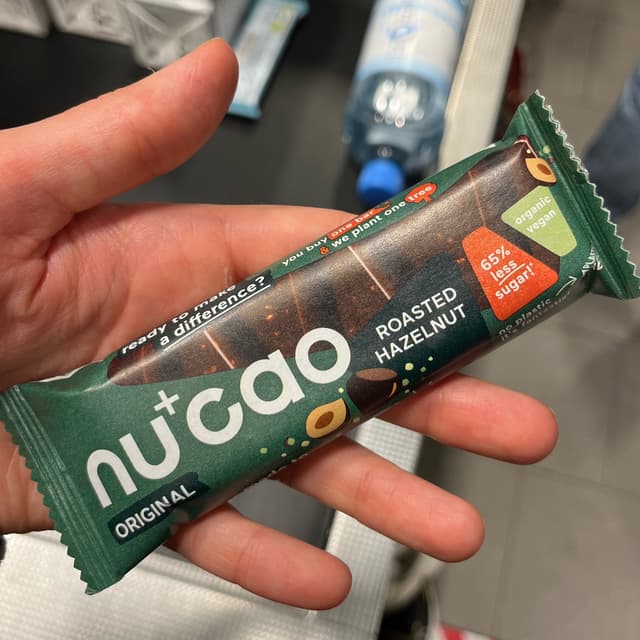 you buy one bar
& we plant one tree
ready to make
a difference?
nu+cao
ORIGINAL
ROASTED
HAZELNUT
65%
less
sugar!*
organic
vegan
no plastic